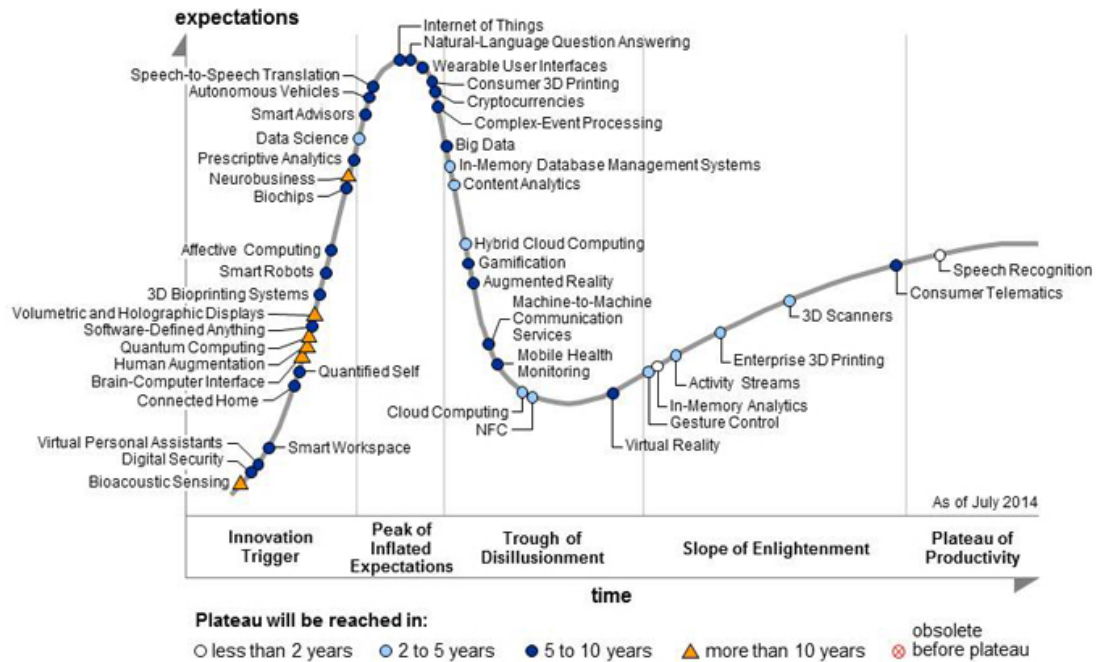 expectations
Internet of Things
Natural-Language Question Answering
Wearable User Interfaces
Consumer 3D Printing
Cryptocurrencies
Complex-Event Processing
Speech-to-Speech Translation
Autonomous Vehicles
Smart Advisors
Data Science
Prescriptive Analytics
Neurobusiness
Biochips
Big Data
In-Memory Database Management Systems
Content Analytics
Affective Computing
Smart Robots
3D Bioprinting Systems
Volumetric and Holographic Displays
Software-Defined Anything
Quantum Computing
Human Augmentation
Brain-Computer Interface
Connected Home
Quantified Self
Hybrid Cloud Computing
Gamification
Augmented Reality
Machine-to-Machine
Communication
Services
Mobile Health
Monitoring
Virtual Personal Assistants
Digital Security
Bioacoustic Sensing
Smart Workspace
Cloud Computing
NFC
Virtual Reality
Speech Recognition
Consumer Telematics
3D Scanners
Enterprise 3D Printing
Activity Streams
In-Memory Analytics
Gesture Control
As of July 2014
Innovation
Trigger
Peak of
Inflated
Expectations
Trough of
Disillusionment
Slope of Enlightenment
Plateau of
Productivity
time
Plateau will be reached in:
less than 2 years
2 to 5 years
5 to 10 years
more than 10 years
obsolete
before plateau